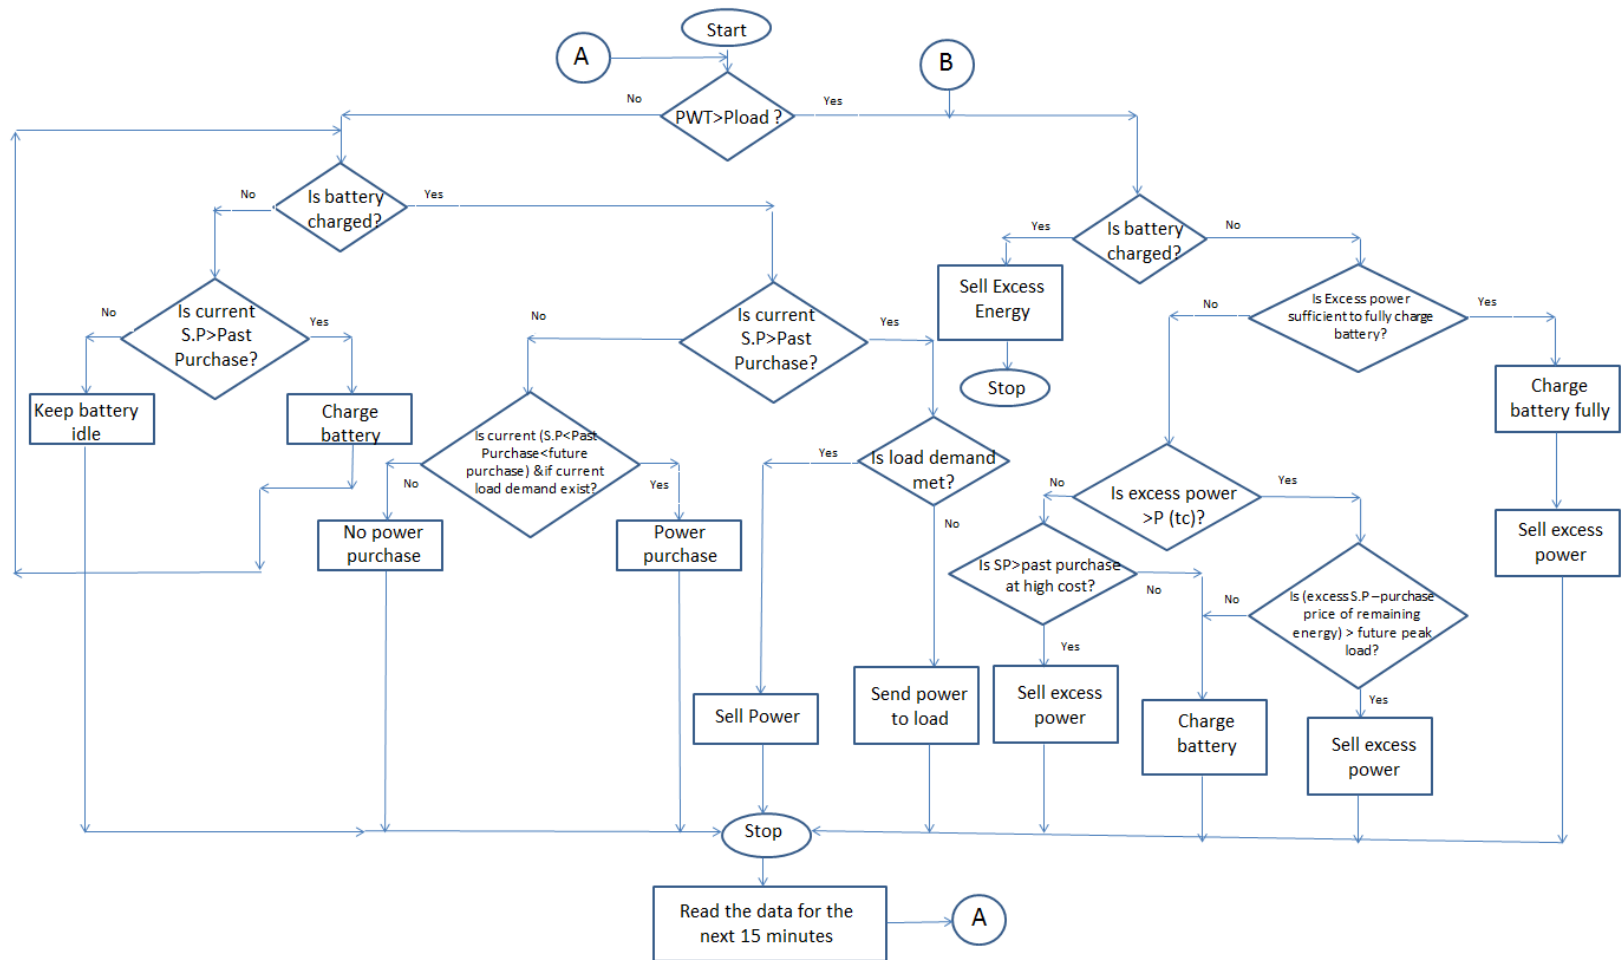 Start
A
B
No
PWT>Pload ?
Yes
No
Is battery
charged?
Yes
Yes
Is battery
charged?
No
No
Is current
S.P>Past
Purchase?
Yes
No
Is current
S.P>Past
Purchase?
Yes
Sell Excess
Energy
No
Is Excess power
sufficient to fully charge
battery?
Yes
Stop
Keep battery
idle
Charge
battery
Charge
battery fully
Is current (S.P<Past
Purchase<future
purchase) &if current
load demand exist?
No
Yes
Yes
Is load demand
met?
No
No
Is excess power
>P (tc)?
Yes
No power
purchase
Power
purchase
Sell excess
power
Is SP>past purchase
at high cost?
No
Yes
No
Is (excess S.P –purchase
price of remaining
energy) > future peak
load?
Yes
Sell Power
Send power
to load
Sell excess
power
Charge
battery
Sell excess
power
Stop
Read the data for the
next 15 minutes
A